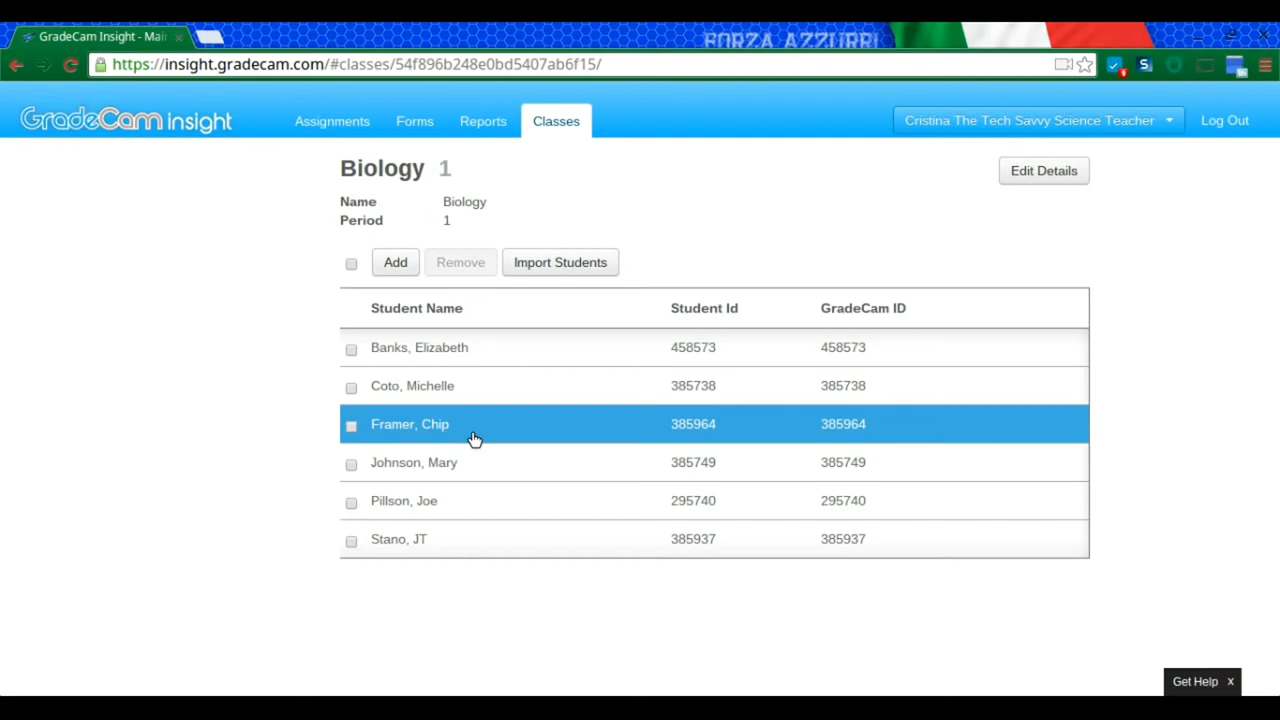 GradeCam Insight - Mai
FORZA AZZURRI
https://insight.gradecam.com/#classes/54f896b248e0bd5407ab6f15/
GradeCam insight Assignments Forms Reports Classes Cristina The Tech Savvy Science Teacher Log Out
Biology 1 Edit Details
Name Biology
Period 1
Add Remove Import Students
Student Name Student Id GradeCam ID
Banks, Elizabeth 458573 458573
Coto, Michelle 385738 385738
Framer, Chip 385964 385964
Johnson, Mary 385749 385749
Pillson, Joe 295740 295740
Stano, JT 385937 385937
Get Help x